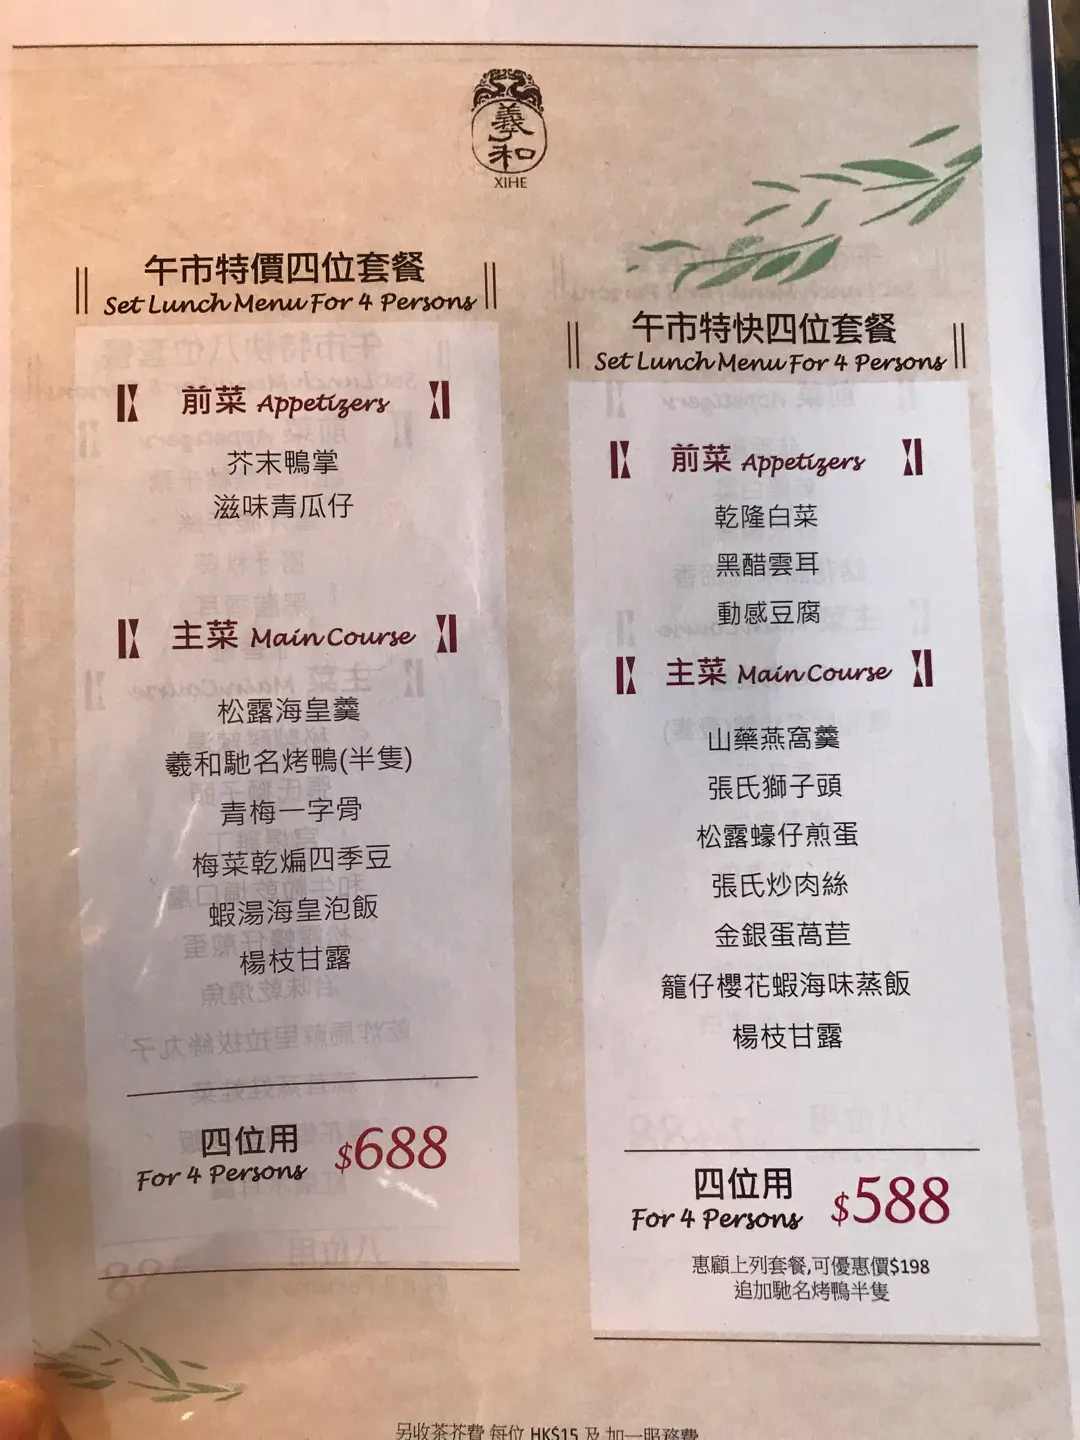 羲和
XIHE
午市特價四位套餐
Set Lunch Menu For 4 Persons
前菜 Appetizers
芥末鴨掌
滋味青瓜仔
主菜 Main Course
松露海皇羹
羲和馳名烤鴨(半隻)
青梅一字骨
梅菜乾煸四季豆
蝦湯海皇泡飯
楊枝甘露
四位用
For 4 Persons
$688
午市特快四位套餐
Set Lunch Menu For 4 Persons
前菜 Appetizers
乾隆白菜
黑醋雲耳
動感豆腐
主菜 Main Course
山藥燕窩羹
張氏獅子頭
松露蠔仔煎蛋
張氏炒肉絲
金銀蛋萵苣
籠仔櫻花蝦海味蒸飯
楊枝甘露
四位用
For 4 Persons
$588
惠顧上列套餐,可優惠價$198
追加馳名烤鴨半隻
另收茶芥費 每位 HK$15 及 加一服務費